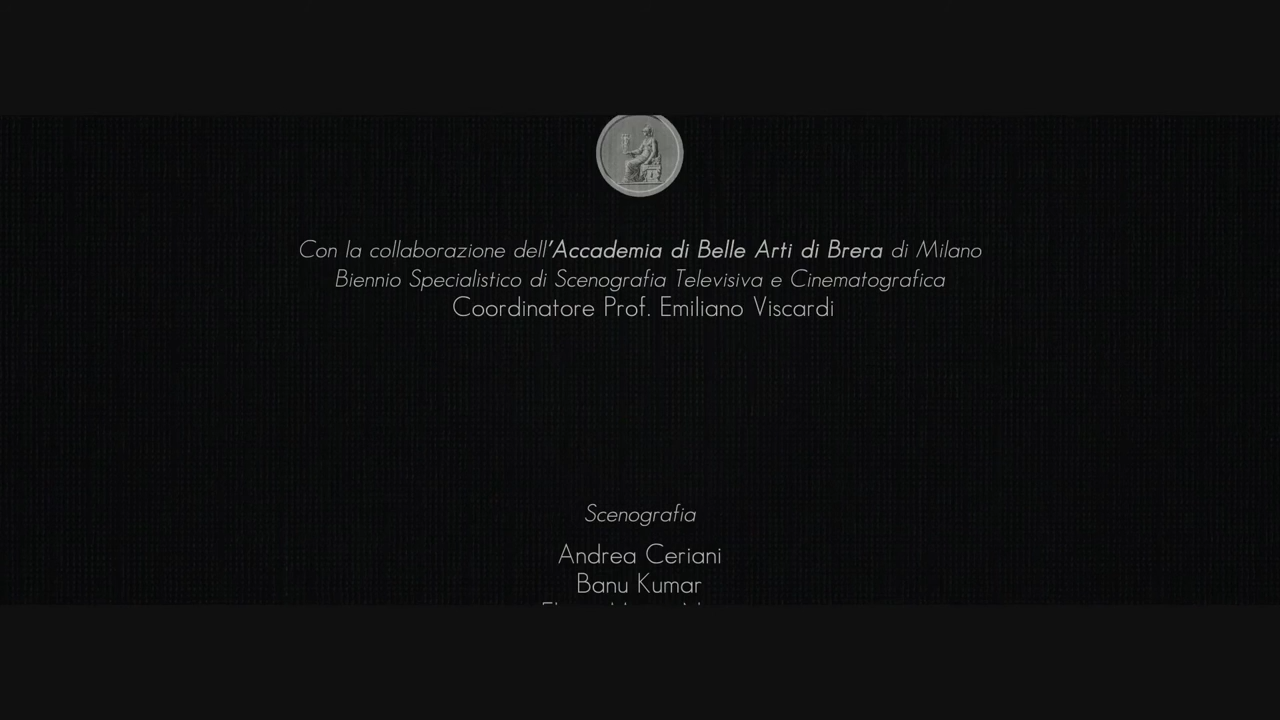 Con la collaborazione dell'Accademia di Belle Arti di Brera di Milano
Biennio Specialistico di Scenografia Televisiva e Cinematografica
Coordinatore Prof. Emiliano Viscardi
Scenografia
Andrea Ceriani
Banu Kumar